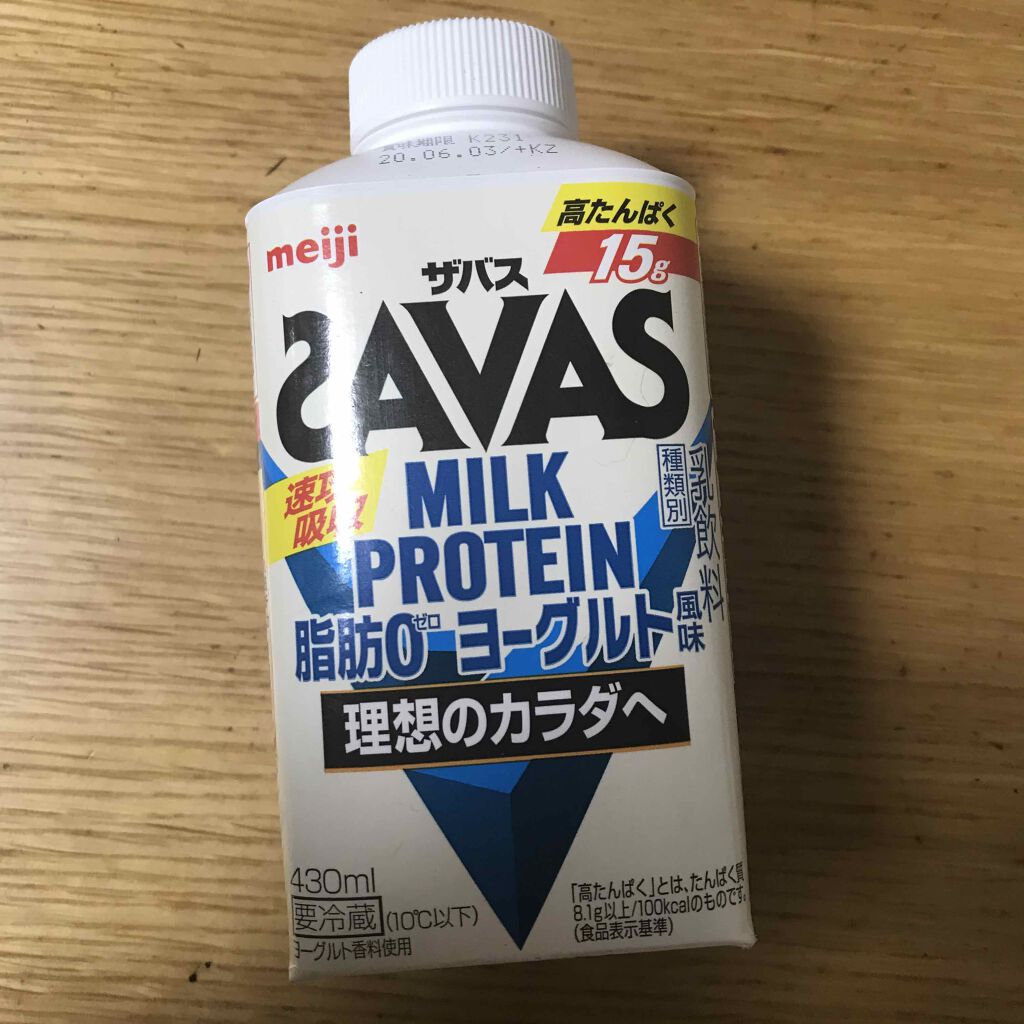 賞味期限 K231
20.06.03/+KZ
高たんぱく
15g
meiji
ザバス
SAVAS
速攻
吸収
MILK
PROTEIN
種類別
乳飲料
脂肪0ゼロ ヨーグルト風味
理想のカラダへ
430ml
要冷蔵 (10℃以下)
ヨーグルト香料使用
「高たんぱく」とは、たんぱく質
8.1g以上/100kcalのものです。
(食品表示基準)